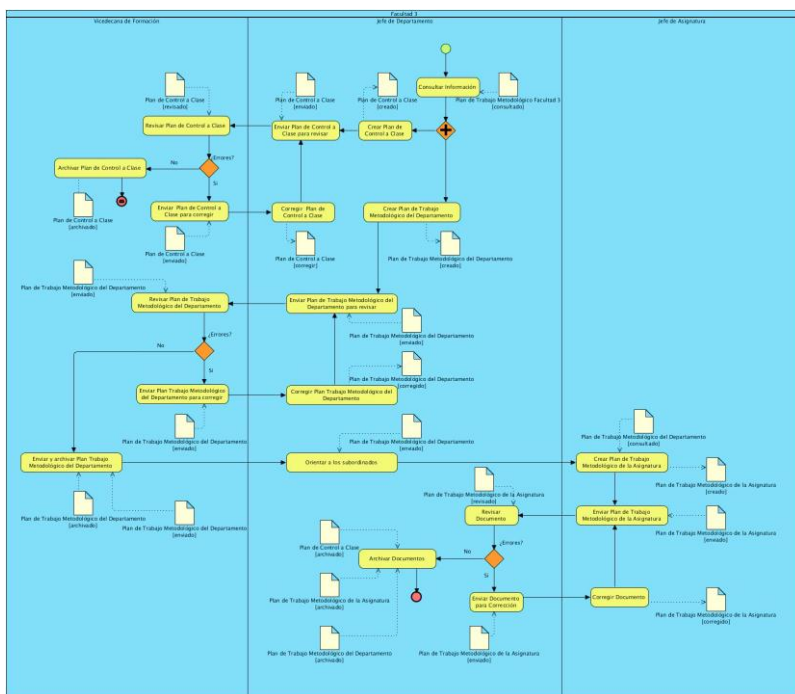 Facultad 3
Vicedecana de Formación
Jefe de Departamento
Jefe de Asignatura
Consultar Información
Plan de Control a Clase
[revisado]
Plan de Control a Clase
[enviado]
Plan de Control a Clase
[creado]
Plan de Trabajo Metodológico Facultad 3
[consultado]
Revisar Plan de Control a Clase
Enviar Plan de Control a
Clase para revisar
Crear Plan de
Control a Clase
Archivar Plan de Control a Clase
No
¿Errores?
Si
Plan de Control a Clase
[archivado]
Enviar Plan de Control a
Clase para corregir
Corregir Plan de
Control a Clase
Crear Plan de Trabajo
Metodológico del Departamento
Plan de Control a Clase
[enviado]
Plan de Control a Clase
[corregir]
Plan de Trabajo Metodológico del Departamento
[creado]
Plan de Trabajo Metodológico del Departamento
[enviado]
Revisar Plan de Trabajo
Metodológico del Departamento
Enviar Plan de Trabajo Metodológico del
Departamento para revisar
Plan de Trabajo Metodológico del Departamento
[enviado]
¿Errores?
No
Si
Enviar Plan Trabajo Metodológico
del Departamento para corregir
Corregir Plan Trabajo Metodológico del
Departamento
Plan de Trabajo Metodológico del Departamento
[corregido]
Plan de Trabajo Metodológico del Departamento
[enviado]
Plan de Trabajo Metodológico del Departamento
[enviado]
Plan de Trabajo Metodológico del Departamento
[consultado]
Enviar y archivar Plan Trabajo
Metodológico del Departamento
Orientar a los subordinados
Crear Plan de Trabajo
Metodológico de la Asignatura
Plan de Trabajo Metodológico de la Asignatura
[creado]
Plan de Trabajo Metodológico de la Asignatura
[revisado]
Plan de Trabajo Metodológico del Departamento
[archivado]
Plan de Trabajo Metodológico del Departamento
[enviado]
Revisar
Documento
Enviar Plan de Trabajo
Metodológico de la Asignatura
Plan de Trabajo Metodológico de la Asignatura
[enviado]
Plan de Control a Clase
[archivado]
Archivar Documentos
No
¿Errores?
Si
Plan de Trabajo Metodológico de la Asignatura
[archivado]
Enviar Documento
para Corrección
Corregir Documento
Plan de Trabajo Metodológico de la Asignatura
[corregido]
Plan de Trabajo Metodológico del Departamento
[archivado]
Plan de Trabajo Metodológico de la Asignatura
[enviado]